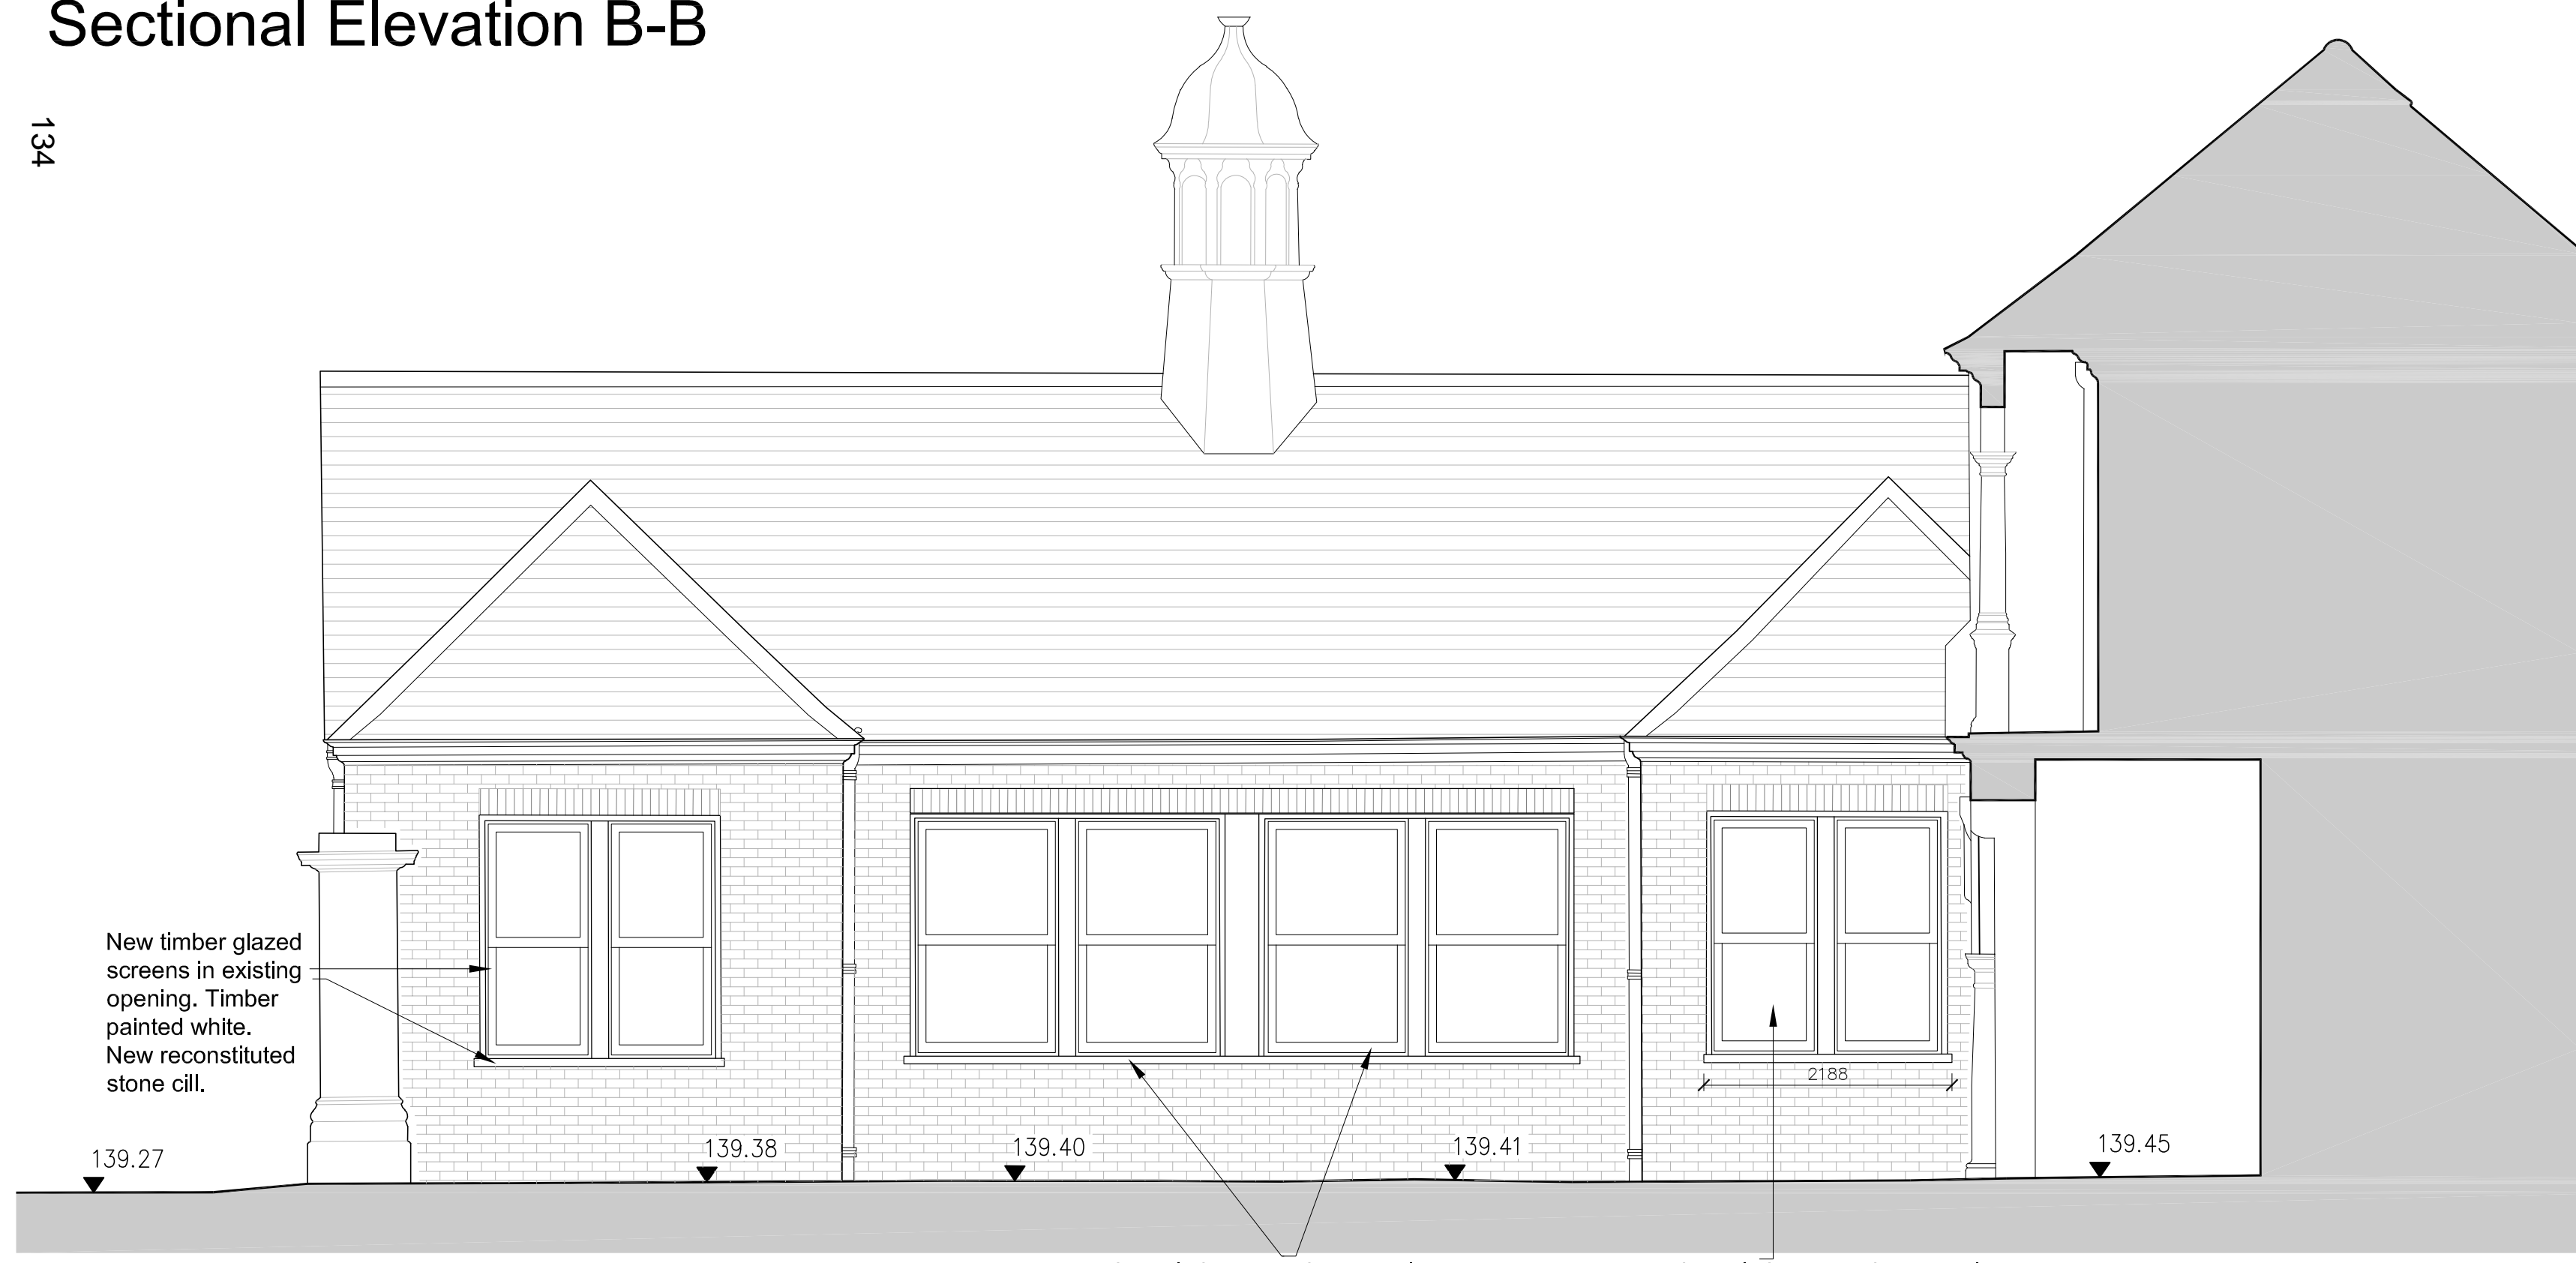 Sectional Elevation B-B
134
New timber glazed
screens in existing
opening. Timber
painted white.
New reconstituted
stone cill.
2188
139.27
139.38
139.40
139.41
139.45